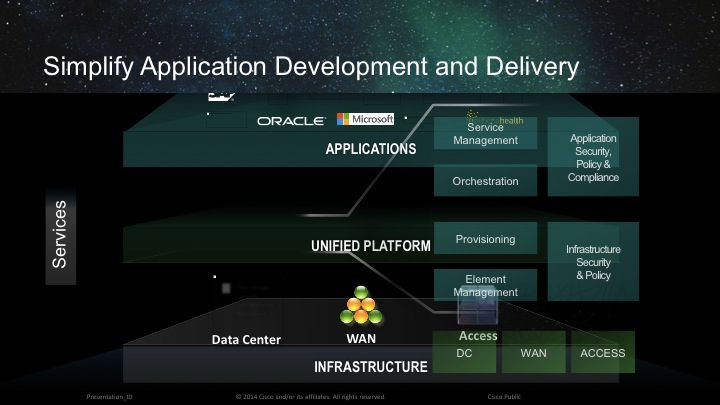 Simplify Application Development and Delivery
ORACLE
Microsoft
health
APPLICATIONS
Service
Management
Orchestration
Application
Security,
Policy &
Compliance
Services
UNIFIED PLATFORM
Provisioning
Element
Management
Infrastructure
Security
& Policy
Data Center
WAN
Access
INFRASTRUCTURE
DC
WAN
ACCESS
Presentation_ID
© 2014 Cisco and/or its affiliates. All rights reserved.
Cisco Public